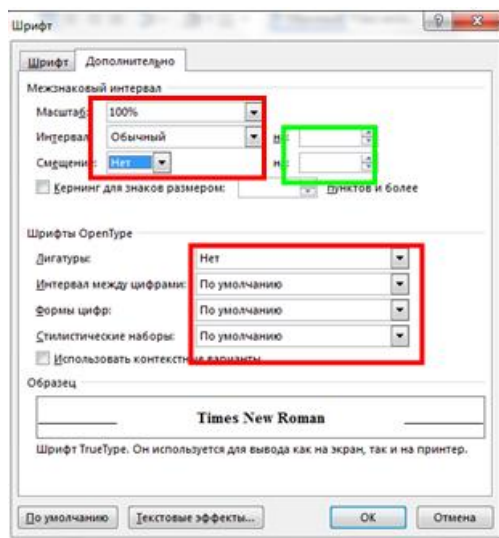 Шрифт
Шрифт Дополнительно
Межзнаковый интервал
Масштаб: 100%
Интервал Обычный на:
Смещение: Нет
Кернинг для знаков размером: пунктов и более
Шрифты OpenType
Лигатуры: Нет
Интервал между цифрами: По умолчанию
Формы цифр: По умолчанию
Стилистические наборы: По умолчанию
Использовать контекстные варианты
Образец
Times New Roman
Шрифт TrueType. Он используется для вывода как на экран, так и на принтер.
По умолчанию Текстовые эффекты... ОК Отмена